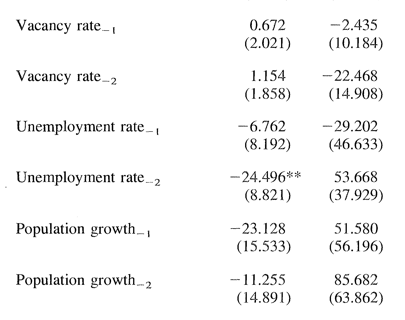 Vacancy rate₋₁ 0.672 −2.435
(2.021) (10.184)
Vacancy rate₋₂ 1.154 −22.468
(1.858) (14.908)
Unemployment rate₋₁ −6.762 −29.202
(8.192) (46.633)
Unemployment rate₋₂ −24.496** 53.668
(8.821) (37.929)
Population growth₋₁ −23.128 51.580
(15.533) (56.196)
Population growth₋₂ −11.255 85.682
(14.891) (63.862)